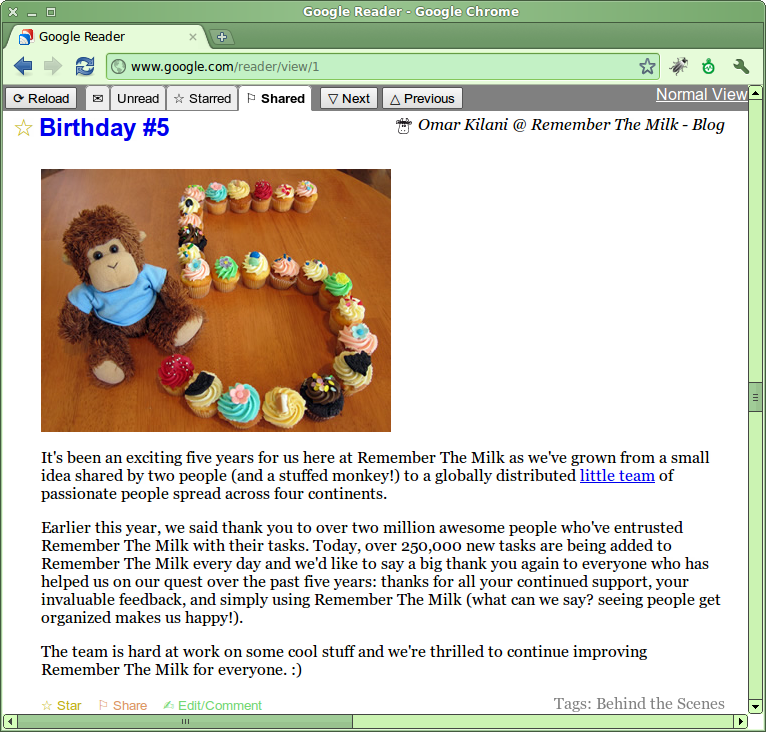 Google Reader - Google Chrome
Google Reader
www.google.com/reader/view/1
⟳ Reload ✉ Unread ☆ Starred ⚐ Shared ▽ Next △ Previous Normal View
☆ Birthday #5 Omar Kilani @ Remember The Milk - Blog
It's been an exciting five years for us here at Remember The Milk as we've grown from a small
idea shared by two people (and a stuffed monkey!) to a globally distributed little team of
passionate people spread across four continents.
Earlier this year, we said thank you to over two million awesome people who've entrusted
Remember The Milk with their tasks. Today, over 250,000 new tasks are being added to
Remember The Milk every day and we'd like to say a big thank you again to everyone who has
helped us on our quest over the past five years: thanks for all your continued support, your
invaluable feedback, and simply using Remember The Milk (what can we say? seeing people get
organized makes us happy!).
The team is hard at work on some cool stuff and we're thrilled to continue improving
Remember The Milk for everyone. :)
☆ Star ⚐ Share ✍ Edit/Comment Tags: Behind the Scenes